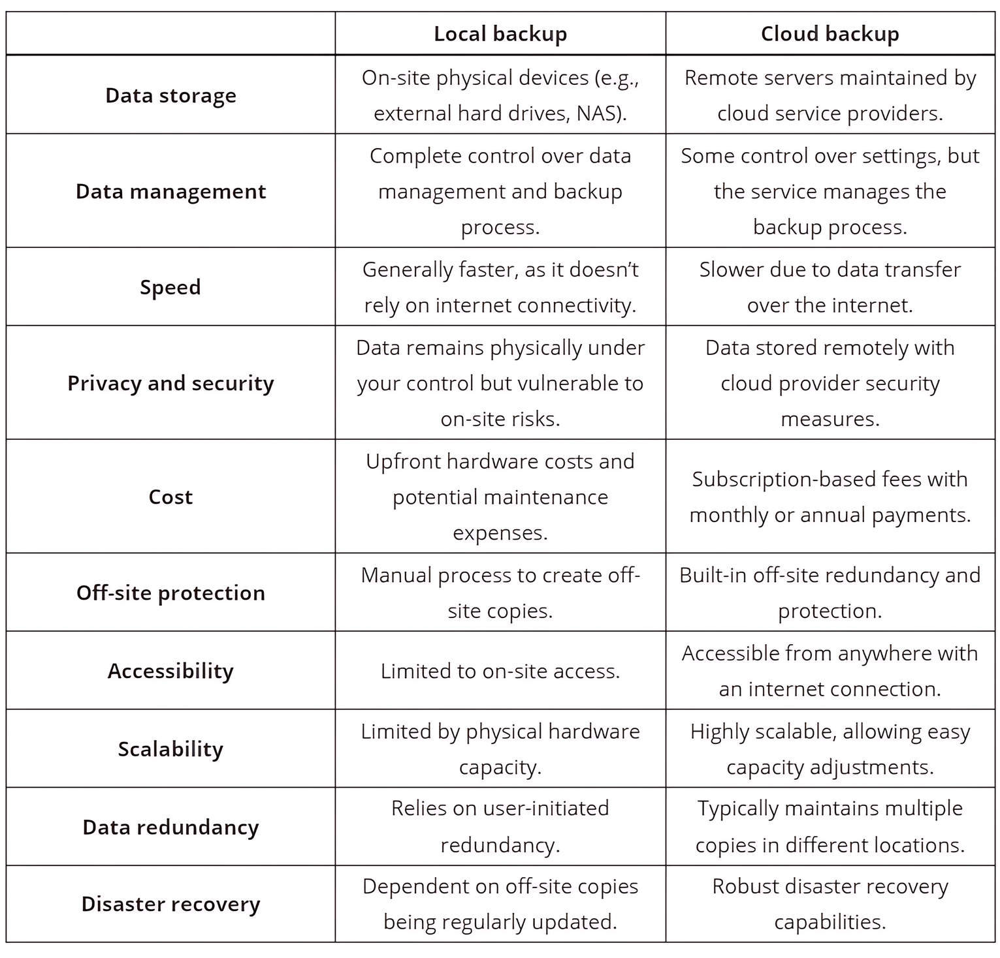 Local backup
Cloud backup
Data storage
On-site physical devices (e.g.,
external hard drives, NAS).
Remote servers maintained by
cloud service providers.
Data management
Complete control over data
management and backup
process.
Some control over settings, but
the service manages the
backup process.
Speed
Generally faster, as it doesn’t
rely on internet connectivity.
Slower due to data transfer
over the internet.
Privacy and security
Data remains physically under
your control but vulnerable to
on-site risks.
Data stored remotely with
cloud provider security
measures.
Cost
Upfront hardware costs and
potential maintenance
expenses.
Subscription-based fees with
monthly or annual payments.
Off-site protection
Manual process to create off-
site copies.
Built-in off-site redundancy and
protection.
Accessibility
Limited to on-site access.
Accessible from anywhere with
an internet connection.
Scalability
Limited by physical hardware
capacity.
Highly scalable, allowing easy
capacity adjustments.
Data redundancy
Relies on user-initiated
redundancy.
Typically maintains multiple
copies in different locations.
Disaster recovery
Dependent on off-site copies
being regularly updated.
Robust disaster recovery
capabilities.